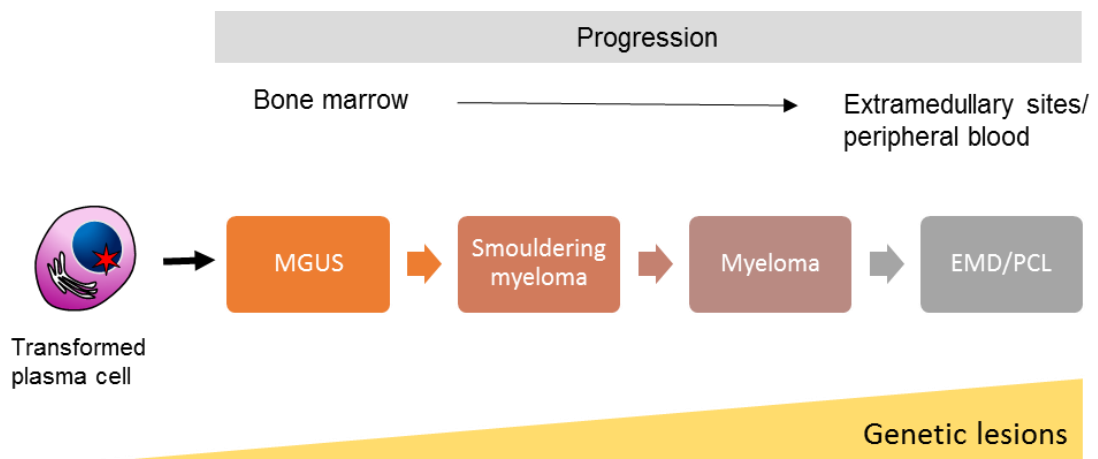 Progression
Bone marrow
Extramedullary sites/
peripheral blood
MGUS
Smouldering
myeloma
Myeloma
EMD/PCL
Transformed
plasma cell
Genetic lesions